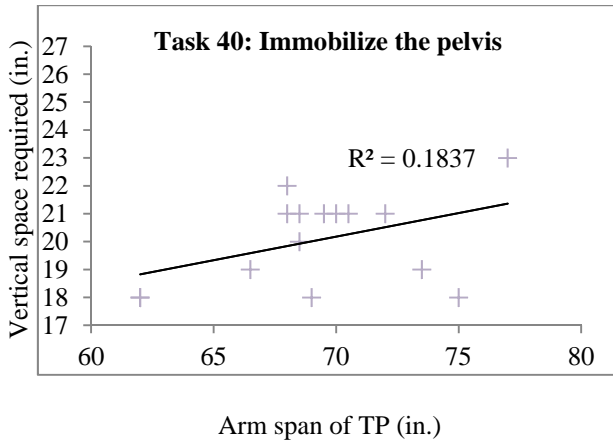 Task 40: Immobilize the pelvis
Vertical space required (in.)
27
26
25
24
23
22
21
20
19
18
17
R² = 0.1837
60 65 70 75 80
Arm span of TP (in.)